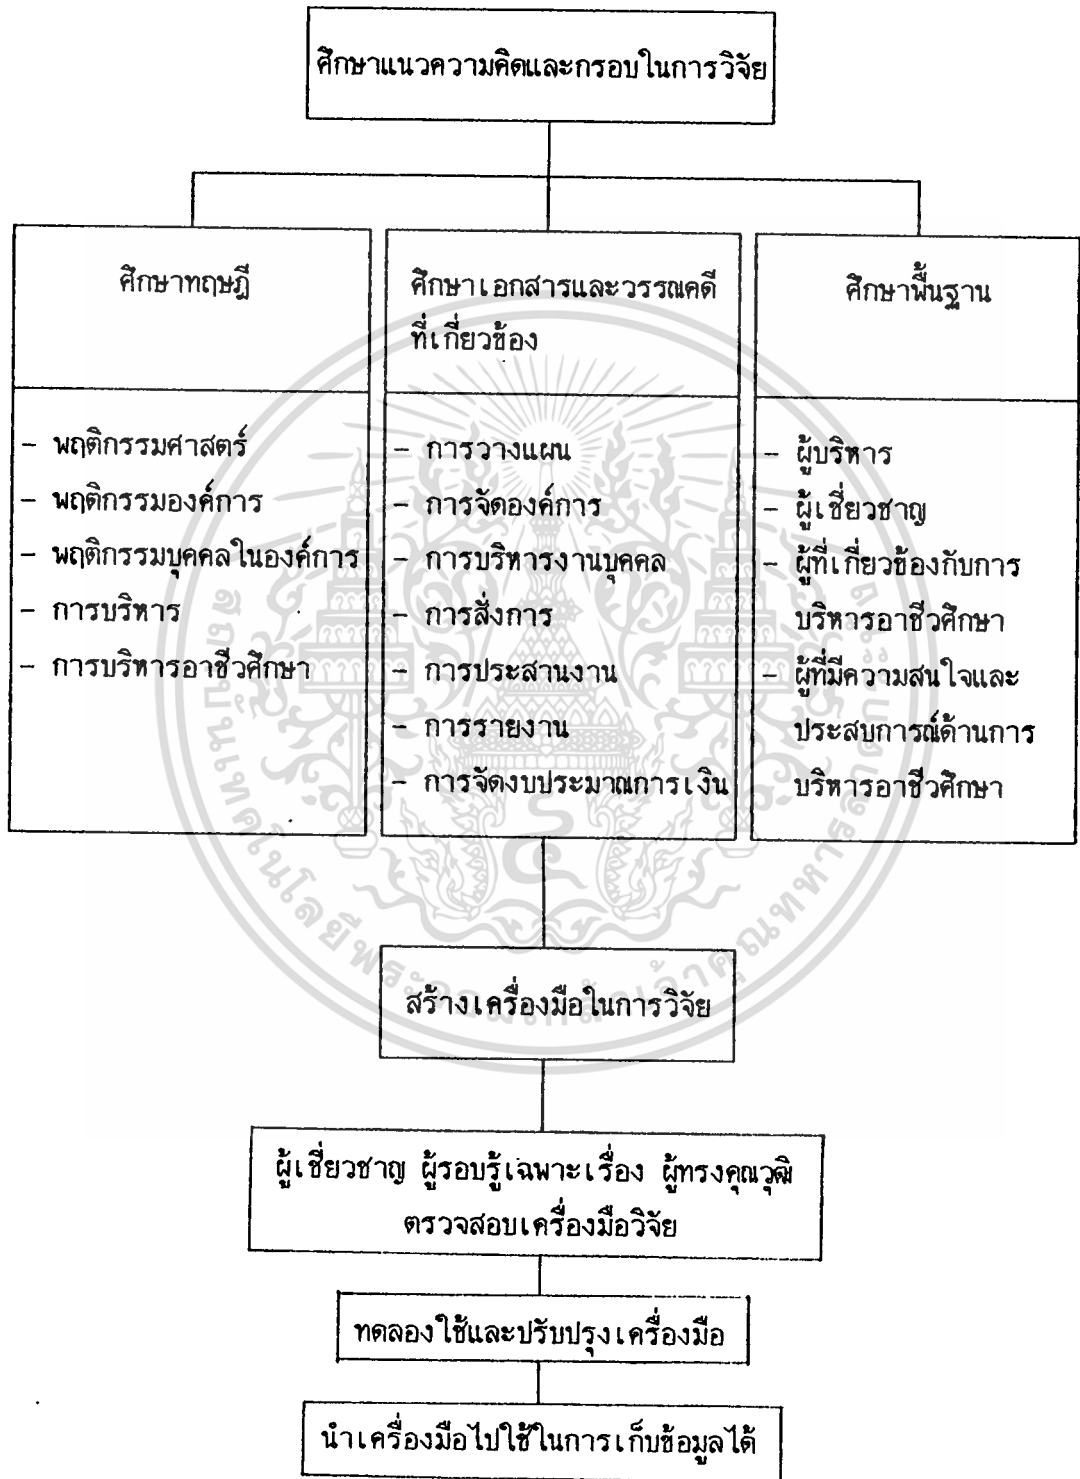 ศึกษาแนวความคิดและกรอบในการวิจัย
ศึกษาทฤษฎี
- พฤติกรรมศาสตร์
- พฤติกรรมองค์การ
- พฤติกรรมบุคคลในองค์การ
- การบริหาร
- การบริหารอาชีวศึกษา
ศึกษาเอกสารและวรรณคดี
ที่เกี่ยวข้อง
- การวางแผน
- การจัดองค์การ
- การบริหารงานบุคคล
- การสั่งการ
- การประสานงาน
- การรายงาน
- การจัดงบประมาณการเงิน
ศึกษาพื้นฐาน
- ผู้บริหาร
- ผู้เชี่ยวชาญ
- ผู้ที่เกี่ยวข้องกับการ
บริหารอาชีวศึกษา
- ผู้ที่มีความสนใจและ
ประสบการณ์ด้านการ
บริหารอาชีวศึกษา
สร้างเครื่องมือในการวิจัย
ผู้เชี่ยวชาญ ผู้รอบรู้เฉพาะเรื่อง ผู้ทรงคุณวุฒิ
ตรวจสอบเครื่องมือวิจัย
ทดลองใช้และปรับปรุงเครื่องมือ
นำเครื่องมือไปใช้ในการเก็บข้อมูลได้